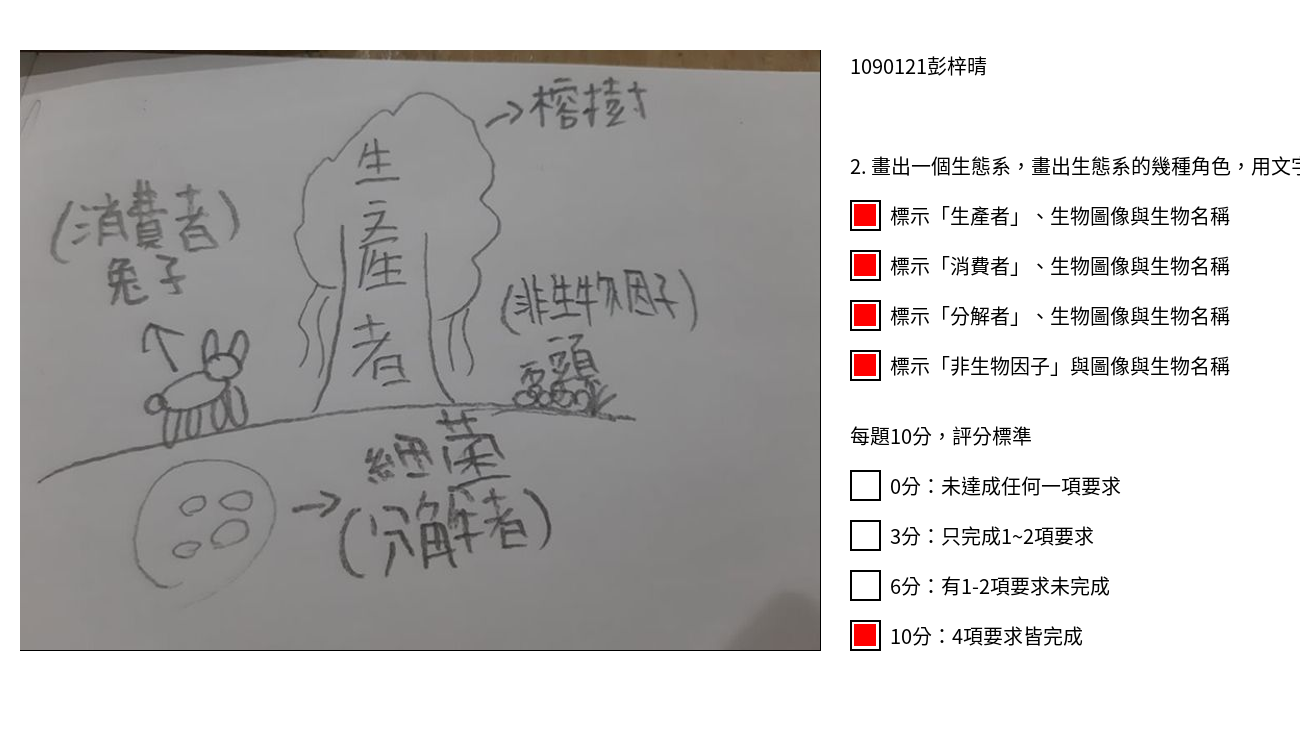 →榕樹
生產者
(消費者)
兔子
(非生物因子)
細菌
(分解者)
1090121彭梓晴
2. 畫出一個生態系，畫出生態系的幾種角色，用文字
標示「生產者」、生物圖像與生物名稱
標示「消費者」、生物圖像與生物名稱
標示「分解者」、生物圖像與生物名稱
標示「非生物因子」與圖像與生物名稱
每題10分，評分標準
0分：未達成任何一項要求
3分：只完成1~2項要求
6分：有1-2項要求未完成
10分：4項要求皆完成